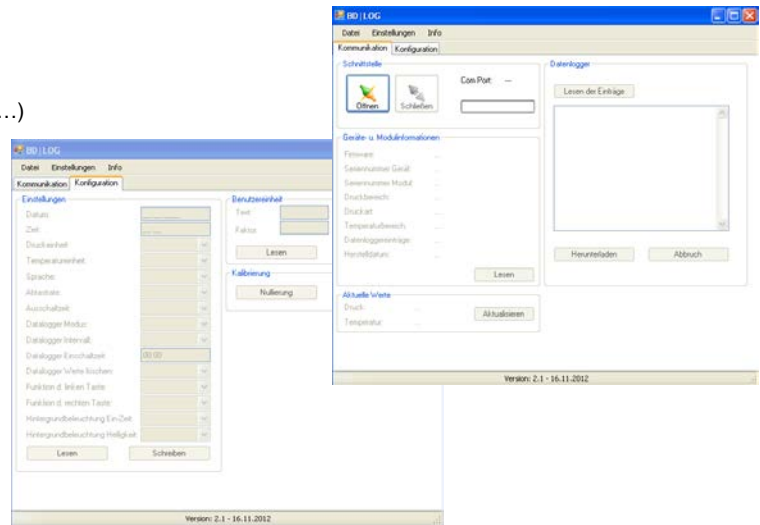 ...)
BD | LOG
Datei Einstellungen Info
Kommunikation Konfiguration
Schnittstelle
Öffnen
Schließen
Com Port: ---
Geräte- u. Modulinformationen
Firmware: ...
Seriennummer Gerät: ...
Seriennummer Modul: ...
Druckbereich: ...
Druckart: ...
Temperaturbereich: ...
Datenloggereinträge: ...
Herstelldatum: ...
Lesen
Aktuelle Werte
Druck: ...
Temperatur: ...
Aktualisieren
Datenlogger
Lesen der Einträge
Herunterladen Abbruch
Version: 2.1 - 16.11.2012
BD | LOG
Datei Einstellungen Info
Kommunikation Konfiguration
Einstellungen
Datum:
Zeit:
Druckeinheit:
Temperatureinheit:
Sprache:
Abtastrate:
Ausschaltzeit:
Datalogger Modus:
Datalogger Intervall:
Datalogger Einschaltzeit: 00:00
Datalogger Werte löschen:
Funktion d. linken Taste:
Funktion d. rechten Taste:
Hintergrundbeleuchtung Ein-Zeit:
Hintergrundbeleuchtung Helligkeit:
Lesen Schreiben
Benutzereinheit
Text:
Faktor:
Lesen
Kalibrierung
Nullierung
Version: 2.1 - 16.11.2012